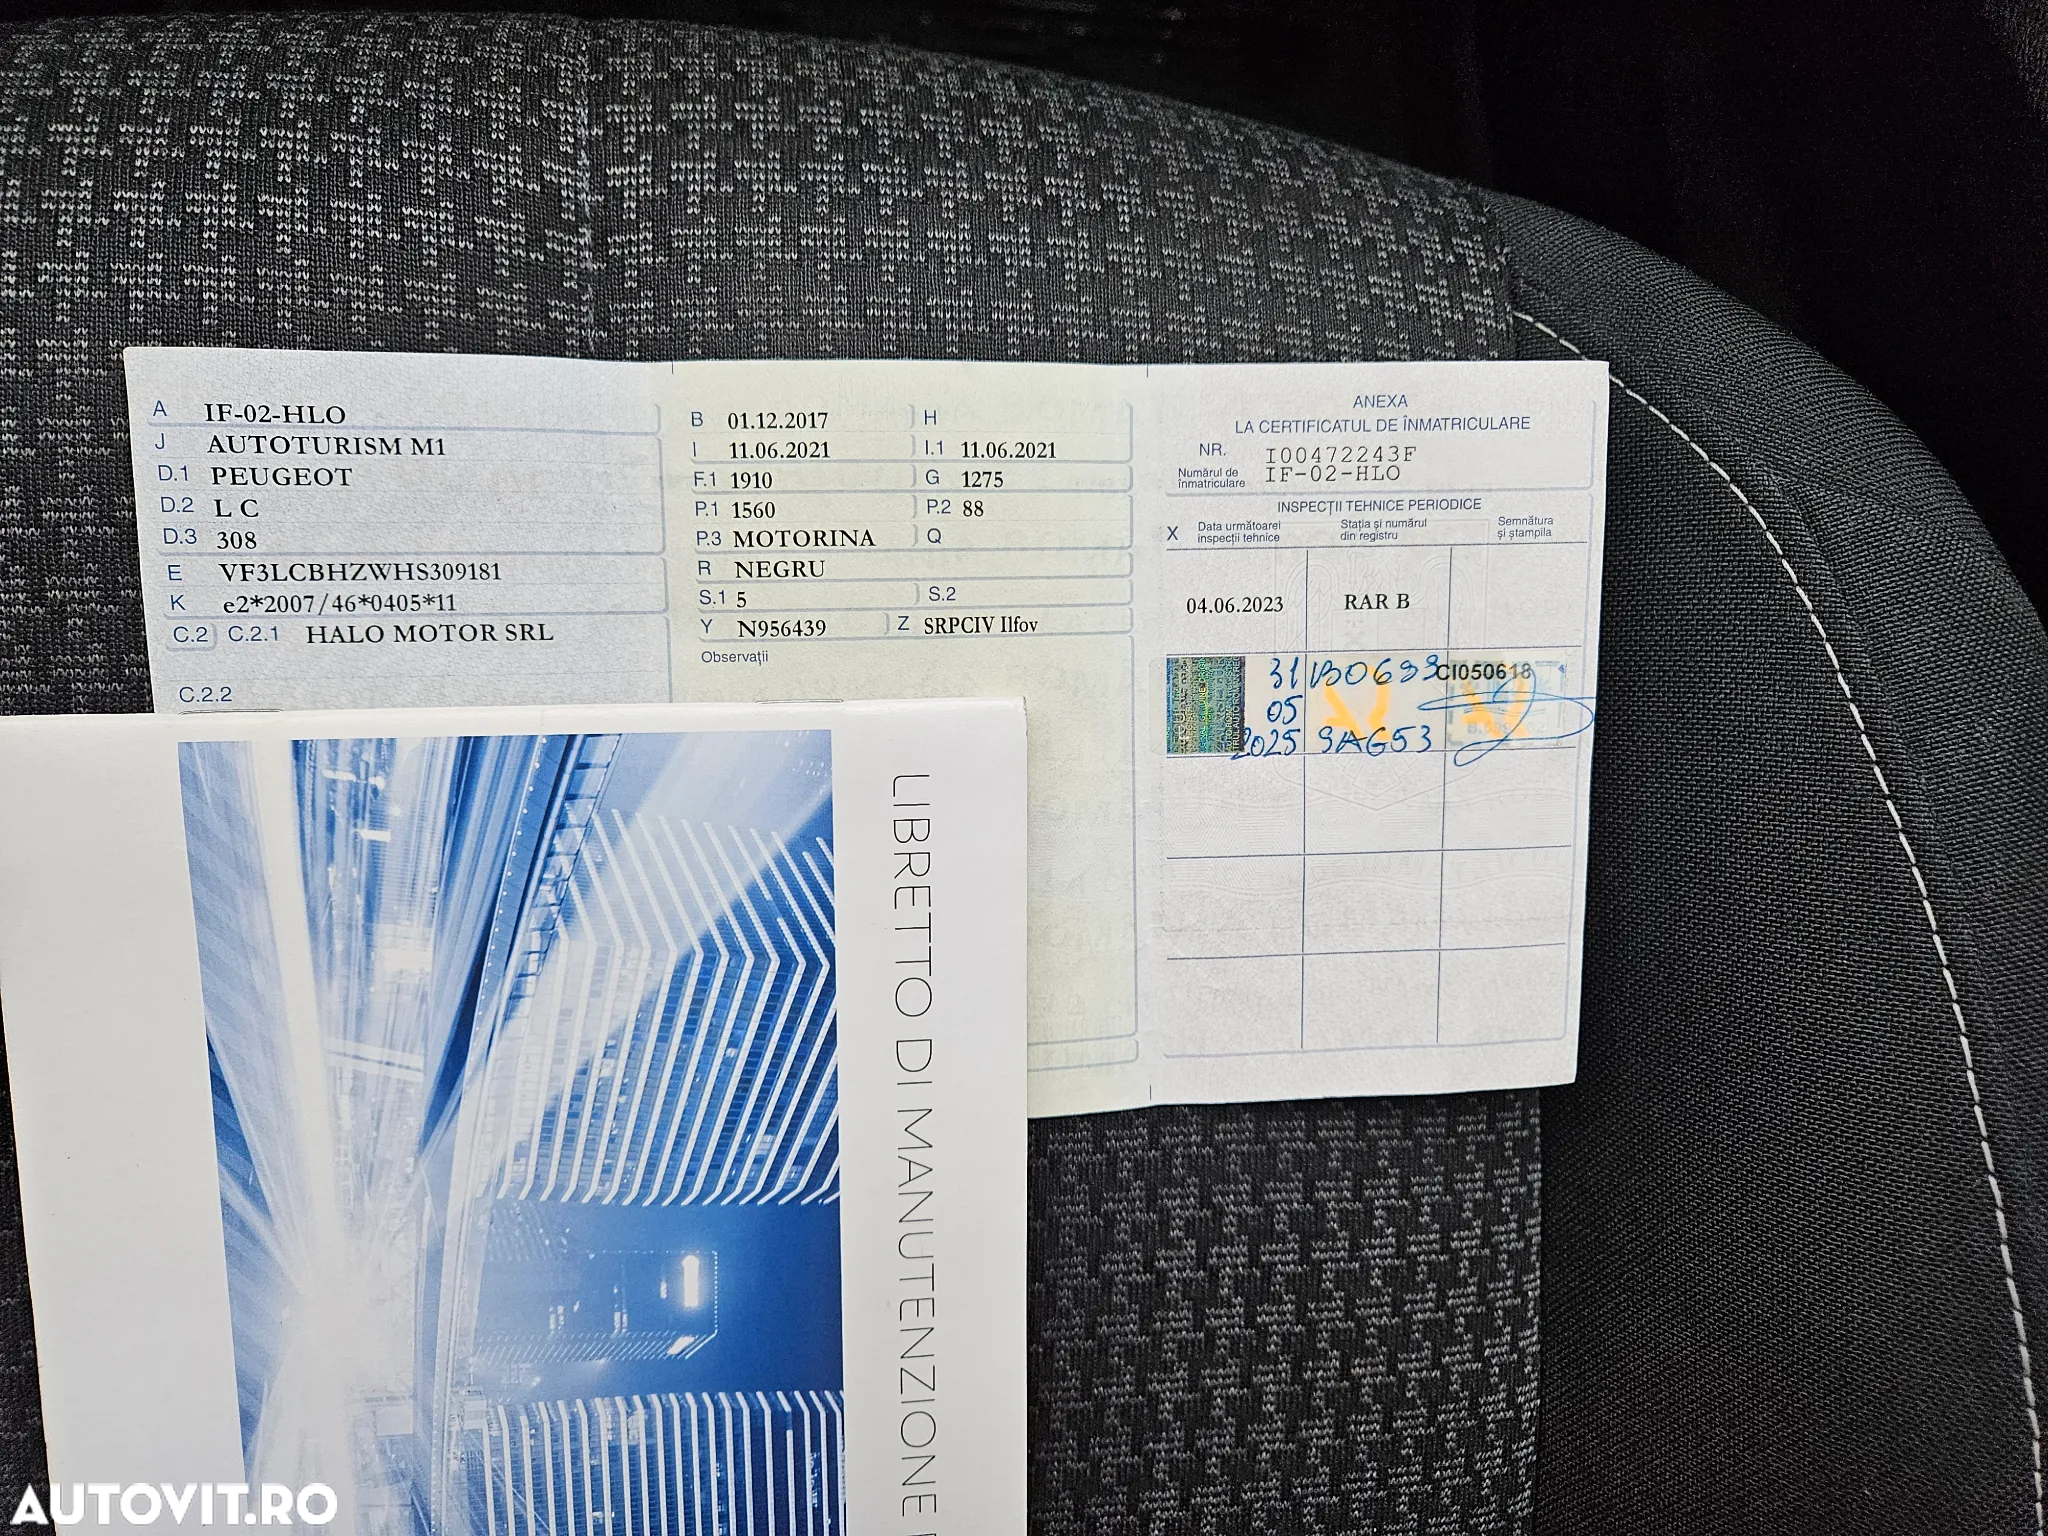 A IF-02-HLO
J AUTOTURISM M1
D.1 PEUGEOT
D.2 L C
D.3 308
E VF3LCBHZWHS309181
K e2*2007/46*0405*11
C.2 C.2.1 HALO MOTOR SRL
C.2.2
B 01.12.2017 H
I 11.06.2021 I.1 11.06.2021
F.1 1910 G 1275
P.1 1560 P.2 88
P.3 MOTORINA Q
R NEGRU
S.1 5 S.2
Y N956439 Z SRPCIV Ilfov
Observații
ANEXA
LA CERTIFICATUL DE ÎNMATRICULARE
NR. I00472243F
Numărul de
înmatriculare IF-02-HLO
INSPECȚII TEHNICE PERIODICE
X Data următoarei
inspecții tehnice
Stația și numărul
din registru
Semnătura
și ștampila
04.06.2023 RAR B
31
05
2025
CI050618
LIBRETTO DI MANUTENZIONE
AUTOVIT.RO